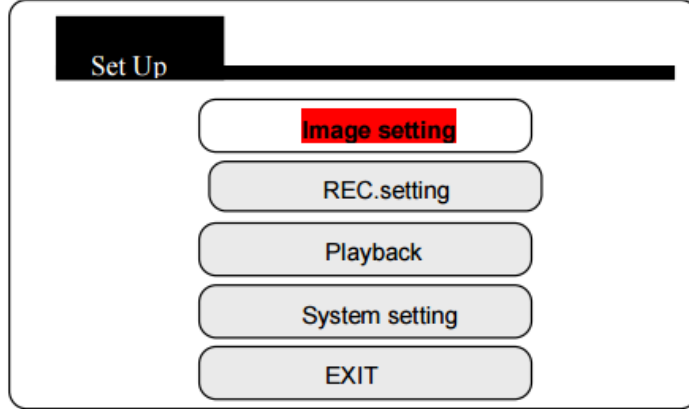 Set Up
Image setting
REC.setting
Playback
System setting
EXIT